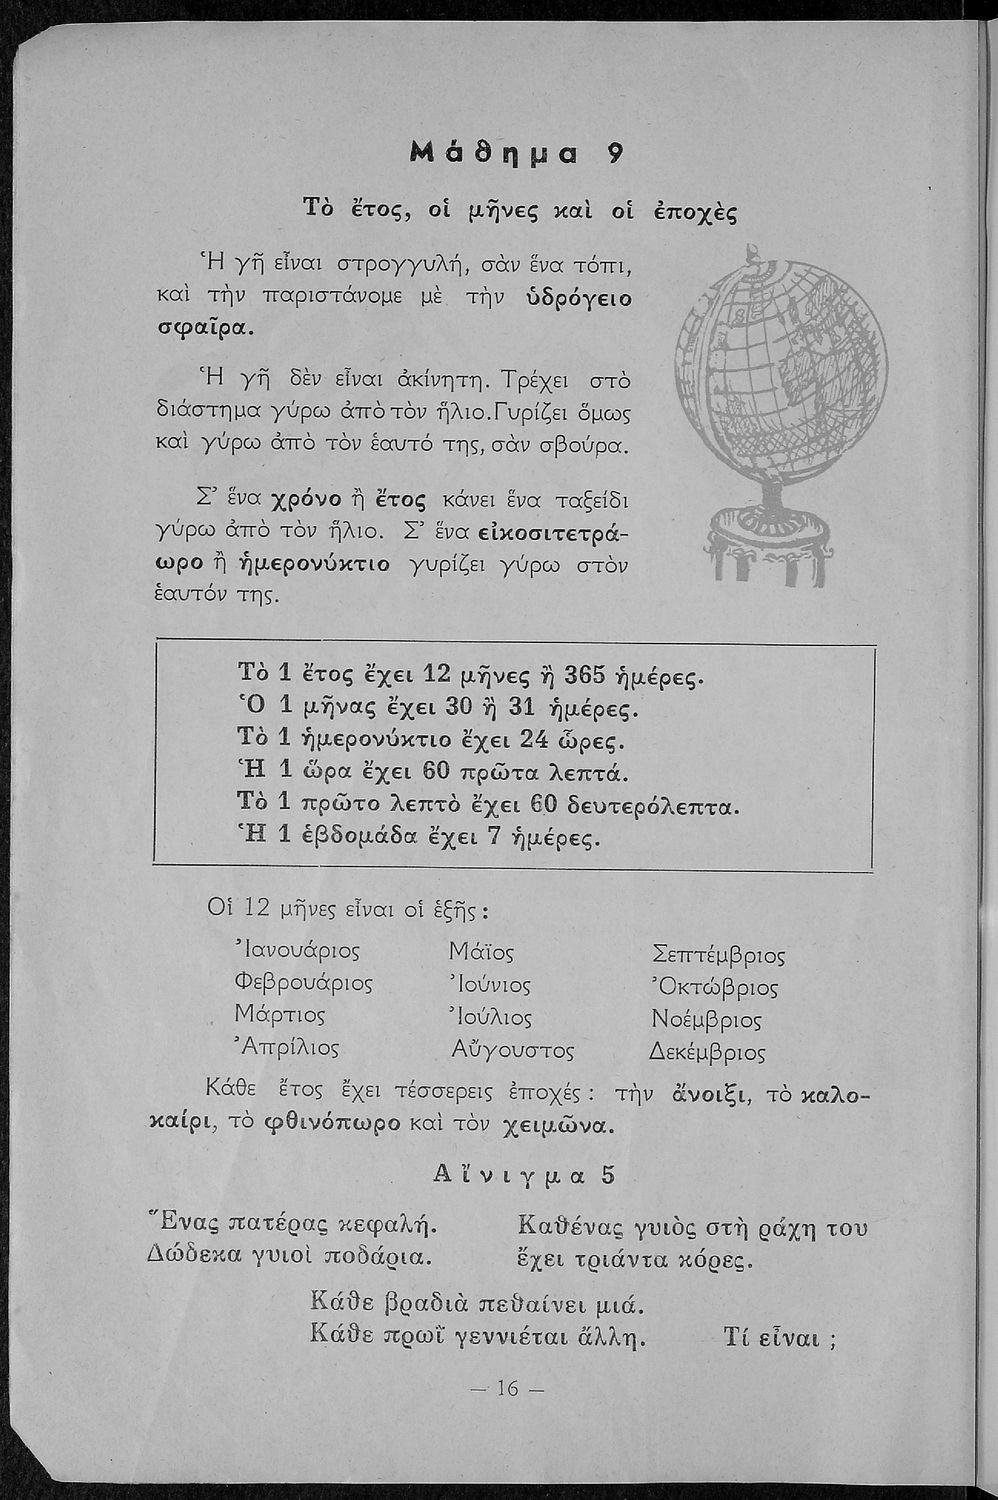 Μάθημα 9
Τὸ ἔτος, οἱ μῆνες καὶ οἱ ἐποχὲς
Ἡ γῆ εἶναι στρογγυλή, σὰν ἕνα τόπι,
καὶ τὴν παριστάνομε μὲ τὴν ὑδρόγειο
σφαῖρα.
Ἡ γῆ δὲν εἶναι ἀκίνητη. Τρέχει στὸ
διάστημα γύρω ἀπὸ τὸν ἥλιο. Γυρίζει ὅμως
καὶ γύρω ἀπὸ τὸν ἑαυτό της, σὰν σβούρα.
Σ' ἕνα χρόνο ἢ ἔτος κάνει ἕνα ταξείδι
γύρω ἀπὸ τὸν ἥλιο. Σ' ἕνα εἰκοσιτετρά-
ωρο ἢ ἡμερονύκτιο γυρίζει γύρω στὸν
ἑαυτόν της.
Τὸ 1 ἔτος ἔχει 12 μῆνες ἢ 365 ἡμέρες.
Ὁ 1 μῆνας ἔχει 30 ἢ 31 ἡμέρες.
Τὸ 1 ἡμερονύκτιο ἔχει 24 ὧρες.
Ἡ 1 ὥρα ἔχει 60 πρῶτα λεπτά.
Τὸ 1 πρῶτο λεπτὸ ἔχει 60 δευτερόλεπτα.
Ἡ 1 ἑβδομάδα ἔχει 7 ἡμέρες.
Οἱ 12 μῆνες εἶναι οἱ ἑξῆς :
Ἰανουάριος Μάϊος Σεπτέμβριος
Φεβρουάριος Ἰούνιος Ὀκτώβριος
Μάρτιος Ἰούλιος Νοέμβριος
Ἀπρίλιος Αὔγουστος Δεκέμβριος
Κάθε ἔτος ἔχει τέσσερεις ἐποχές : τὴν ἄνοιξι, τὸ καλο-
καίρι, τὸ φθινόπωρο καὶ τὸν χειμῶνα.
Αἴνιγμα 5
Ἕνας πατέρας κεφαλή.
Δώδεκα γυιοὶ ποδάρια.
Καθένας γυιὸς στὴ ράχη του
ἔχει τριάντα κόρες.
Κάθε βραδιὰ πεθαίνει μιά.
Κάθε πρωῒ γεννιέται ἄλλη. Τί εἶναι ;
— 16 —